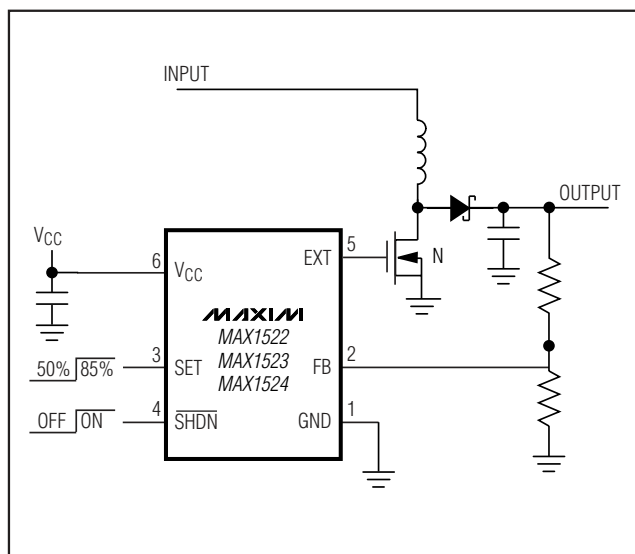 INPUT
OUTPUT
VCC
6
VCC
EXT
5
N
MAXIM
MAX1522
MAX1523
MAX1524
50% 85%
3
SET
FB
2
OFF ON
4
SHDN
GND
1